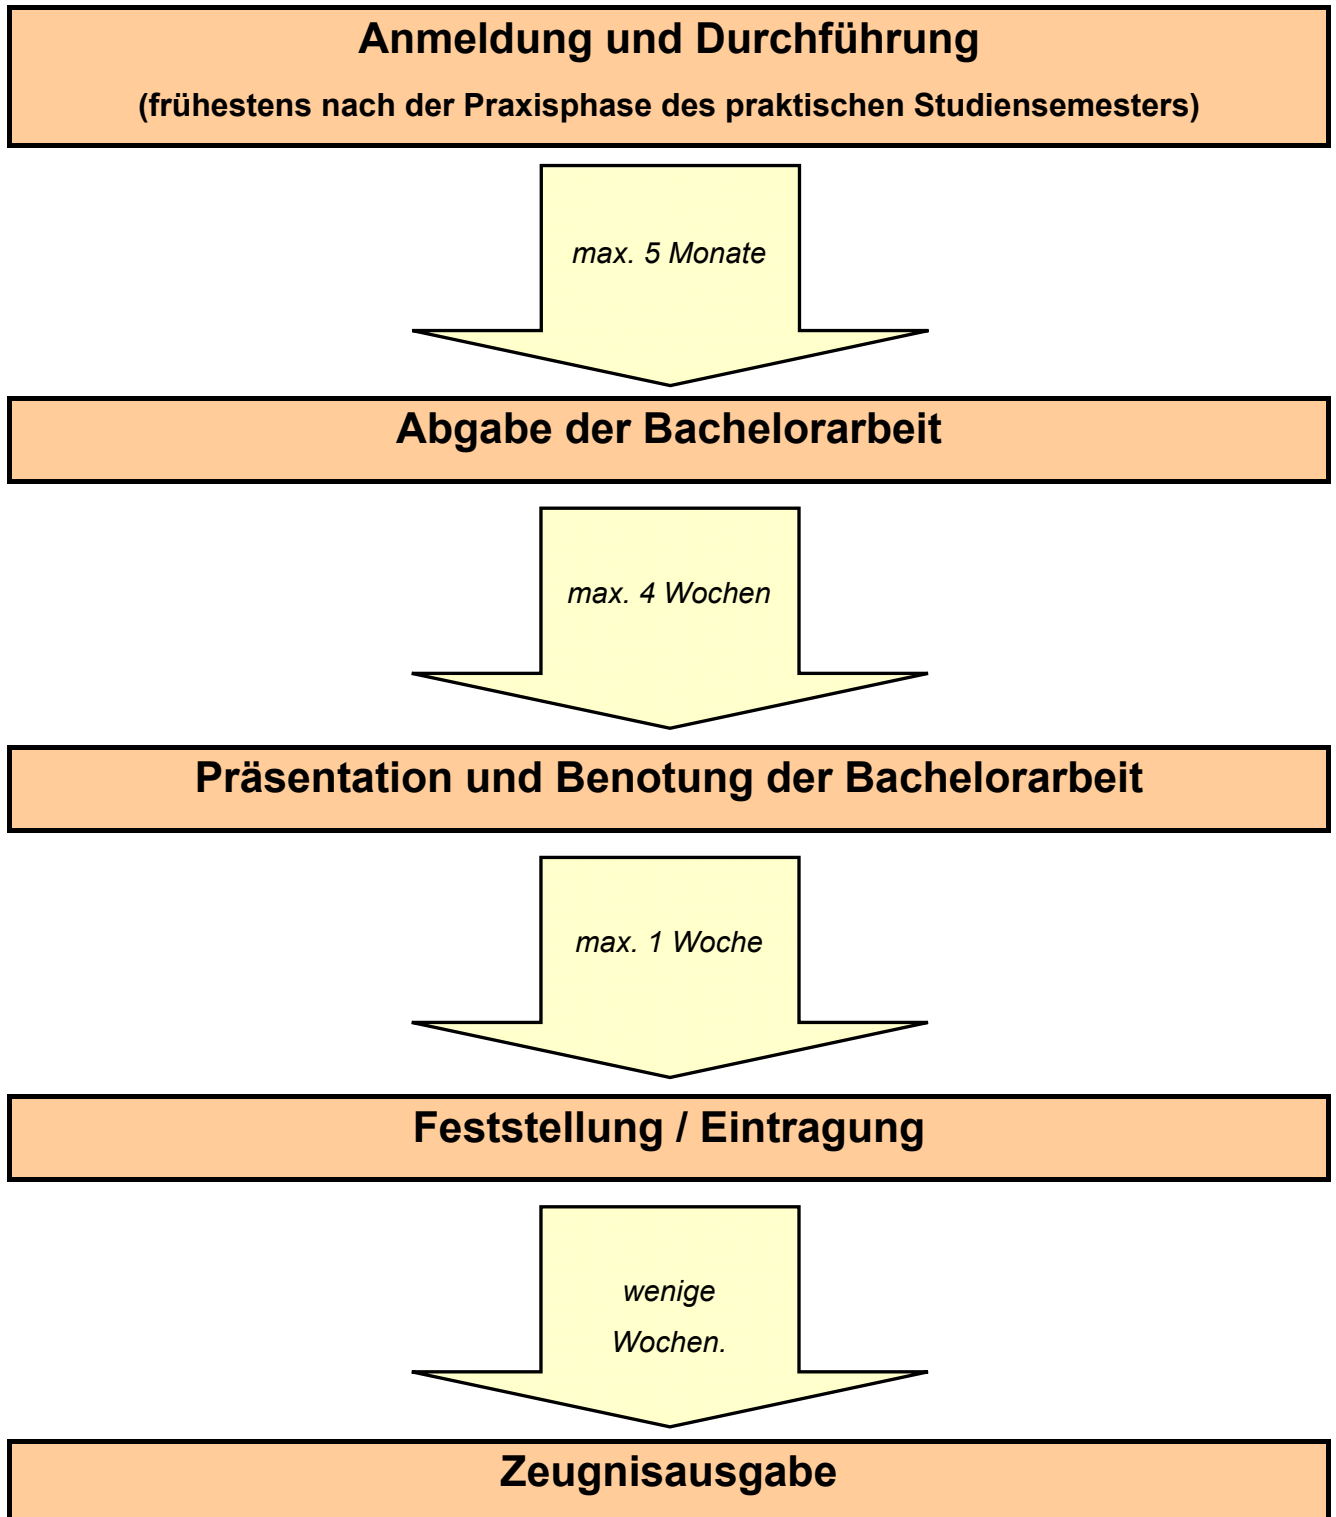 Anmeldung und Durchführung
(frühestens nach der Praxisphase des praktischen Studiensemesters)
max. 5 Monate
Abgabe der Bachelorarbeit
max. 4 Wochen
Präsentation und Benotung der Bachelorarbeit
max. 1 Woche
Feststellung / Eintragung
wenige
Wochen.
Zeugnisausgabe